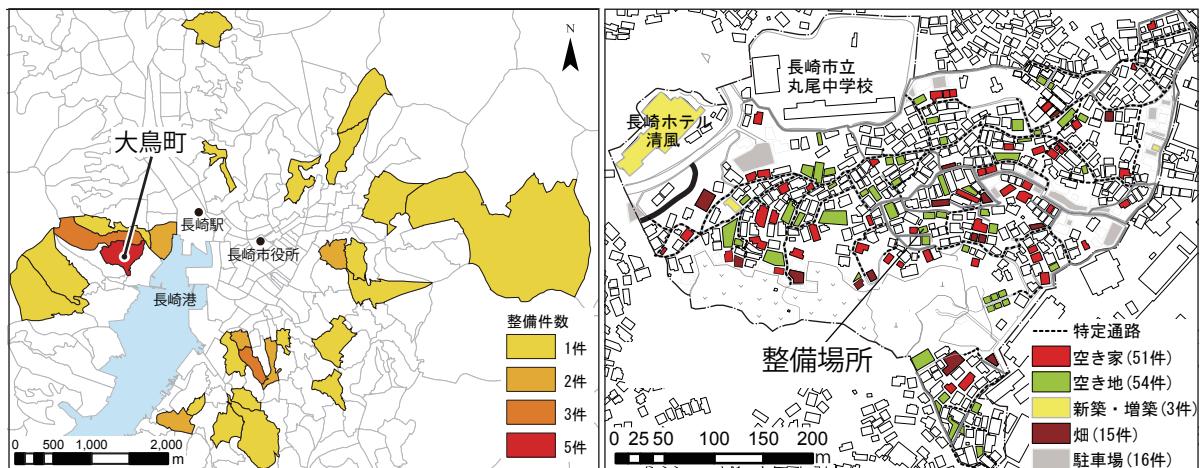 N
大鳥町
長崎駅
長崎市役所
長崎港
整備件数
1件
2件
3件
5件
0 500 1,000 2,000
m
長崎市立
丸尾中学校
長崎ホテル
清風
整備場所
特定通路
空き家(51件)
空き地(54件)
新築・増築(3件)
畑(15件)
駐車場(16件)
0 25 50 100 150 200
m